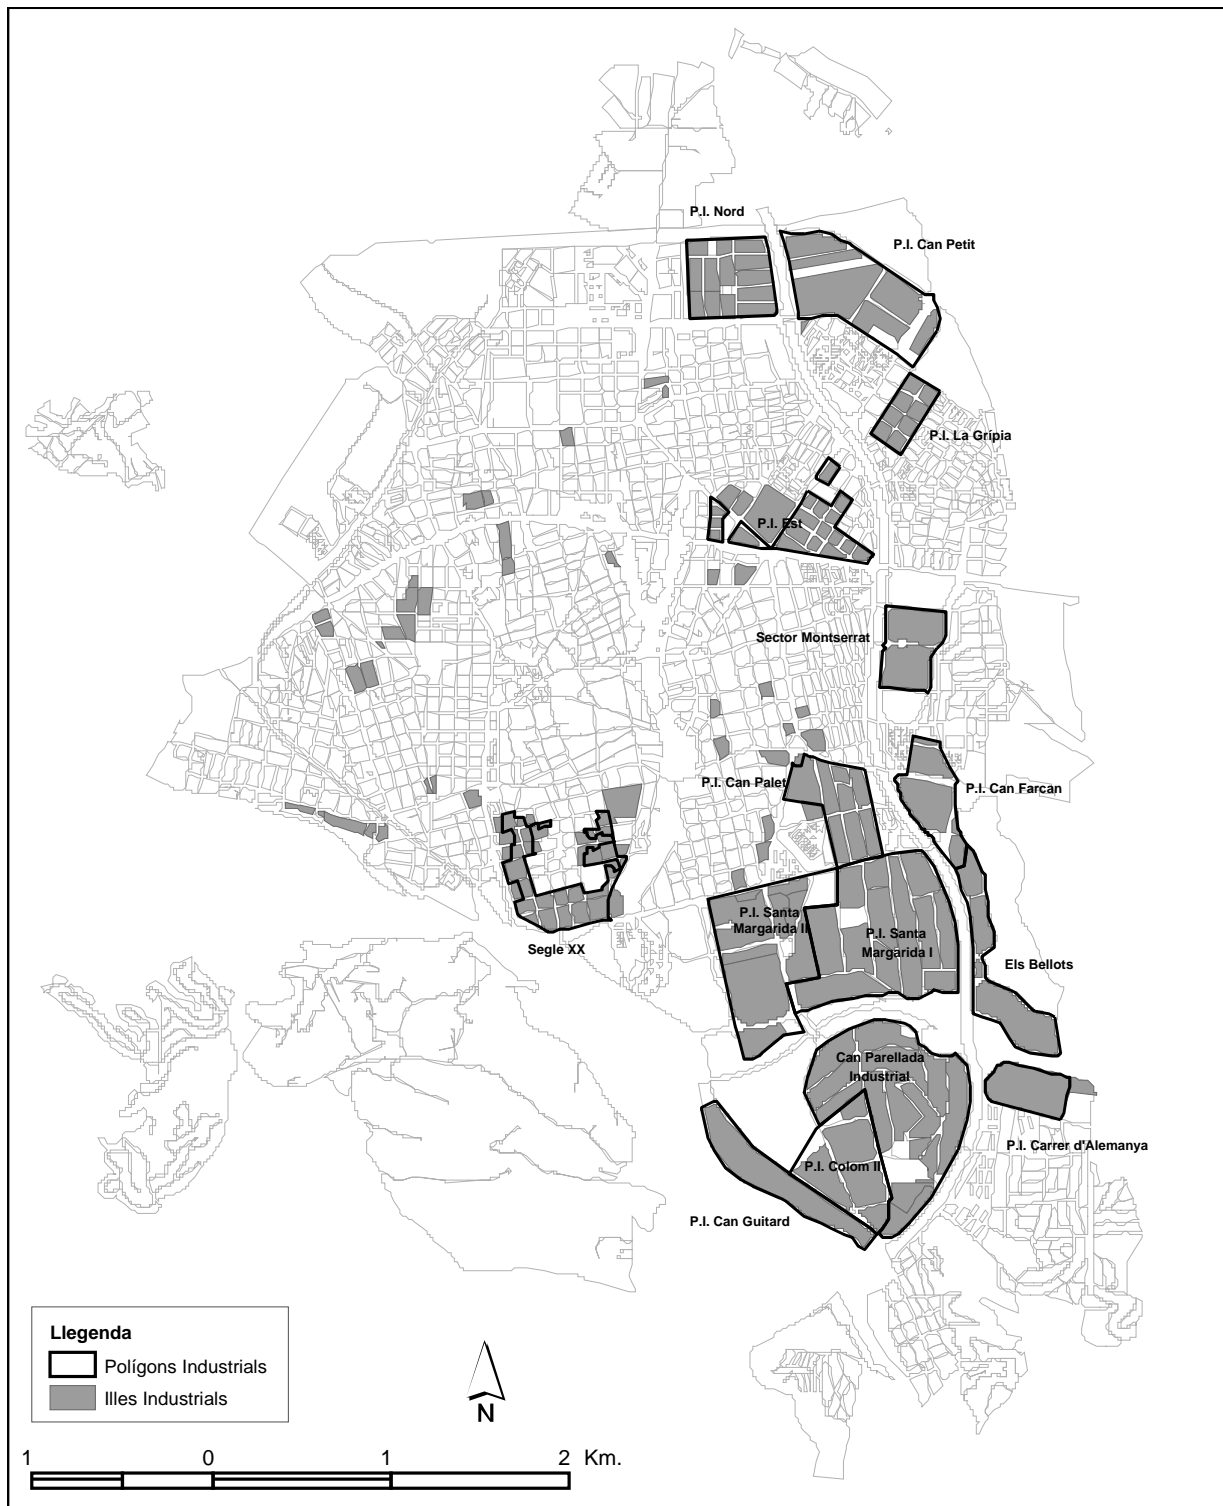 P.I. Nord
P.I. Can Petit
P.I. La Grípia
P.I. Est
Sector Montserrat
P.I. Can Palet
P.I. Can Farcan
P.I. Santa
Margarida II
P.I. Santa
Margarida I
Segle XX
Els Bellots
Can Parellada
Industrial
P.I. Carrer d'Alemanya
P.I. Colom II
P.I. Can Guitard
Llegenda
Polígons Industrials
Illes Industrials
N
1 0 1 2 Km.